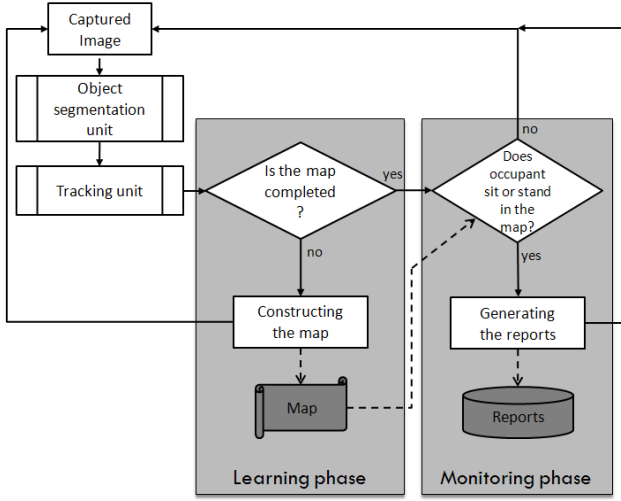 Captured
Image
Object
segmentation
unit
Tracking unit
Is the map
completed
?
yes
no
Constructing
the map
Map
Learning phase
Does
occupant
sit or stand
in the
map?
no
yes
Generating
the reports
Reports
Monitoring phase